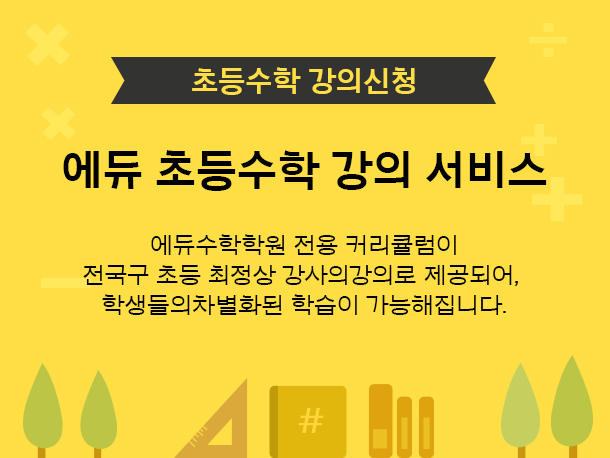 초등수학 강의신청
에듀 초등수학 강의 서비스
에듀수학학원 전용 커리큘럼이
전국구 초등 최정상 강사의강의로 제공되어,
학생들의차별화된 학습이 가능해집니다.
#